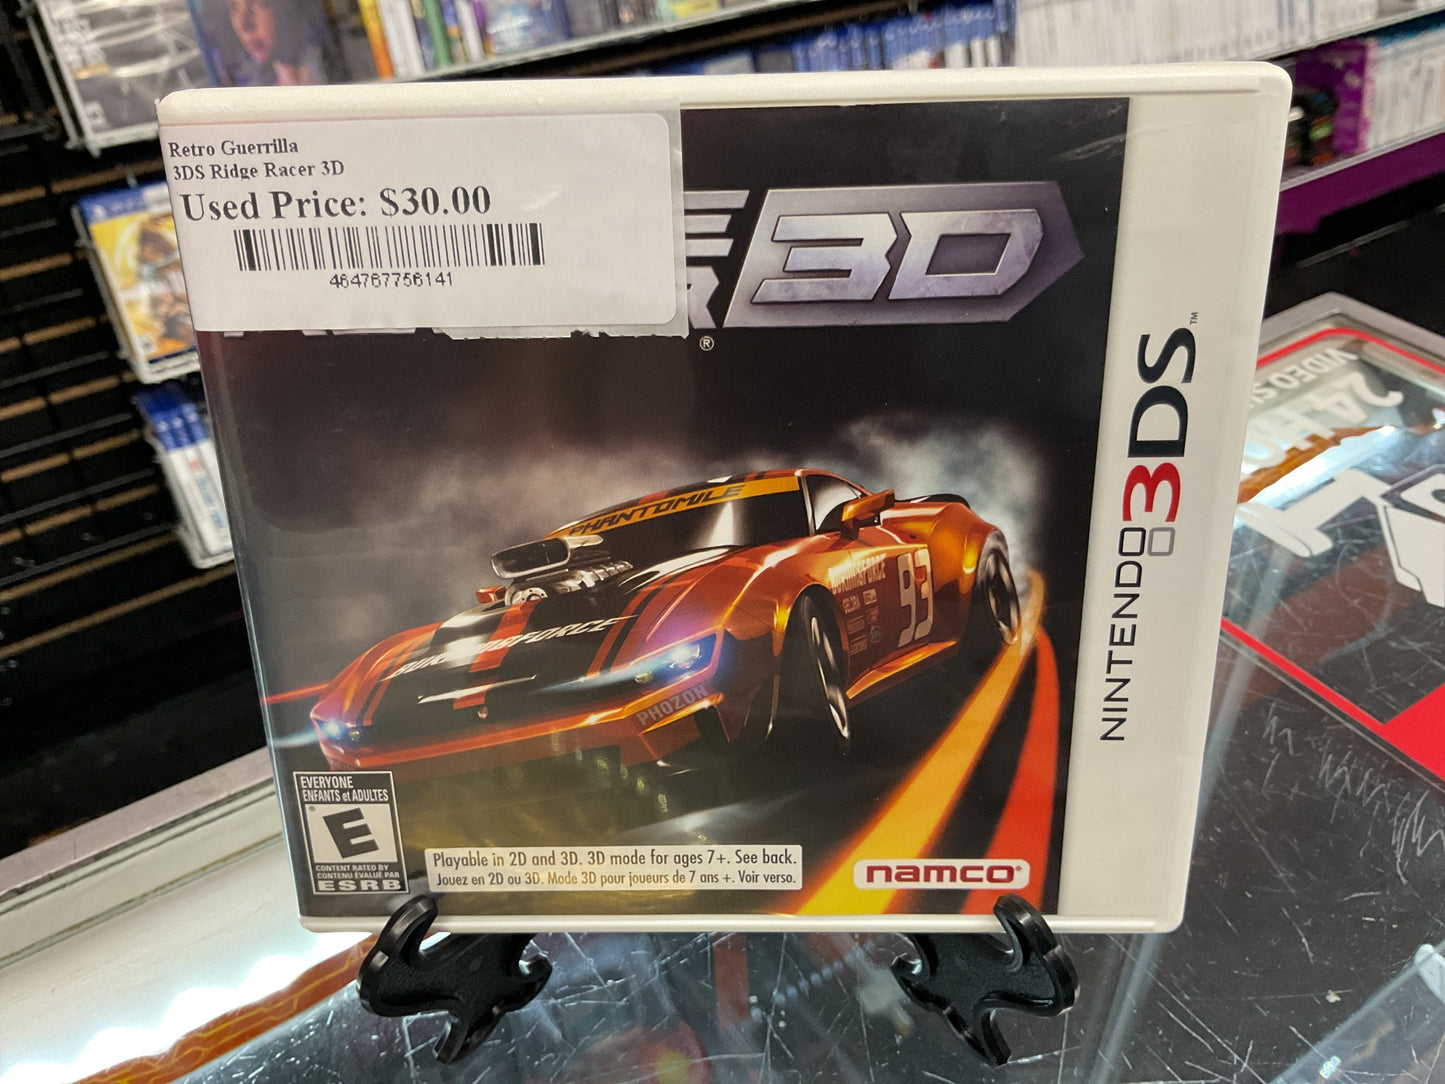 Retro Guerrilla
3DS Ridge Racer 3D
Used Price: $30.00
464767756141
3D
®
NINTENDO 3DS™
PHANTOMILE
93
PHOZON
EVERYONE
ENFANTS et ADULTES
E
®
CONTENT RATED BY
CONTENU ÉVALUÉ PAR
ESRB
Playable in 2D and 3D. 3D mode for ages 7+. See back.
Jouez en 2D ou 3D. Mode 3D pour joueurs de 7 ans +. Voir verso.
namco®